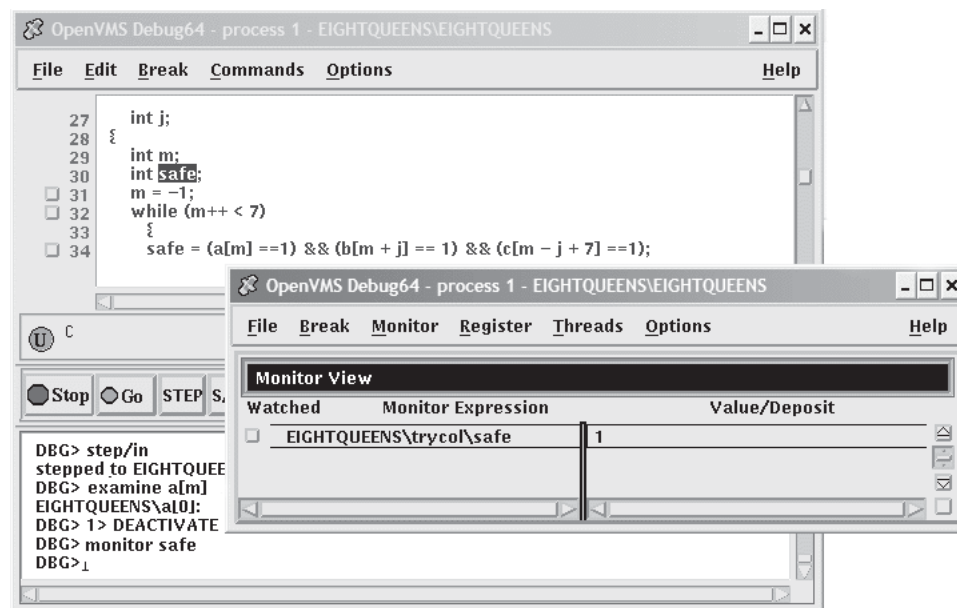 OpenVMS Debug64 - process 1 - EIGHTQUEENS\EIGHTQUEENS
File Edit Break Commands Options Help
27 int j;
28 {
29 int m;
30 int safe;
31 m = -1;
32 while (m++ < 7)
33 {
34 safe = (a[m] ==1) && (b[m + j] == 1) && (c[m - j + 7] ==1);
U C
Stop Go STEP
DBG> step/in
stepped to EIGHTQUEE
DBG> examine a[m]
EIGHTQUEENS\a[0]:
DBG> 1> DEACTIVATE
DBG> monitor safe
DBG>
OpenVMS Debug64 - process 1 - EIGHTQUEENS\EIGHTQUEENS
File Break Monitor Register Threads Options Help
Monitor View
Watched Monitor Expression Value/Deposit
EIGHTQUEENS\trycol\safe 1